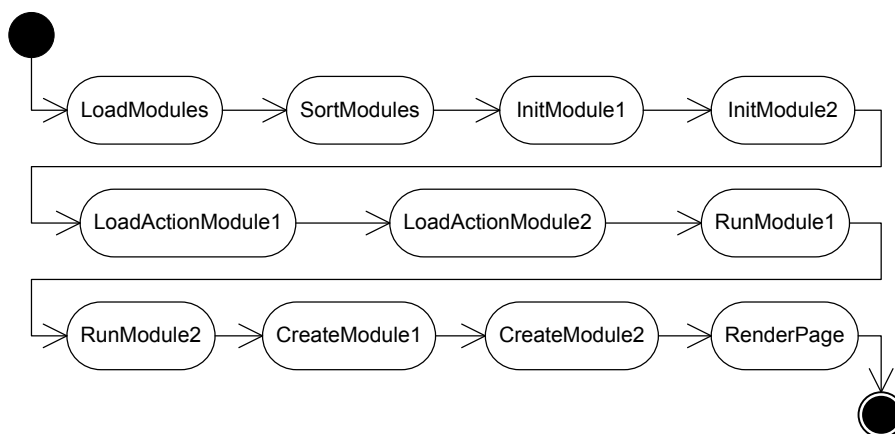 LoadModules
SortModules
InitModule1
InitModule2
LoadActionModule1
LoadActionModule2
RunModule1
RunModule2
CreateModule1
CreateModule2
RenderPage